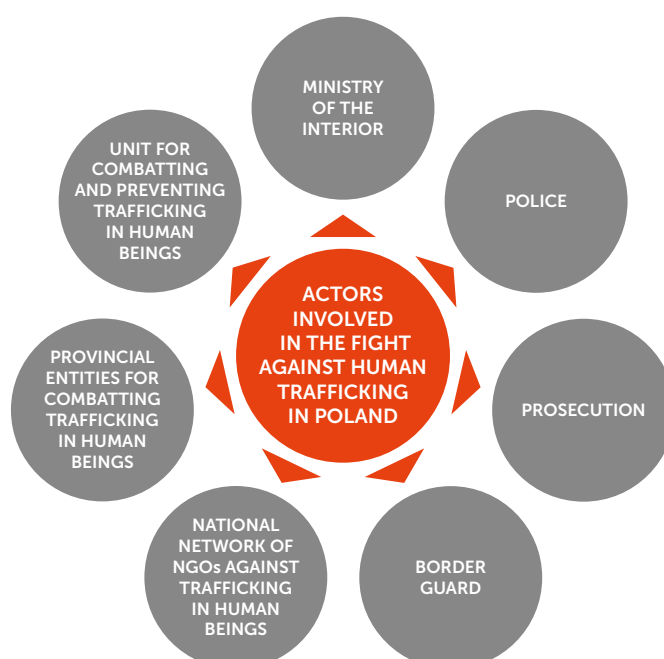 MINISTRY
OF THE
INTERIOR
UNIT FOR
COMBATTING
AND PREVENTING
TRAFFICKING
IN HUMAN
BEINGS
POLICE
ACTORS
INVOLVED
IN THE FIGHT
AGAINST HUMAN
TRAFFICKING
IN POLAND
PROVINCIAL
ENTITIES FOR
COMBATTING
TRAFFICKING
IN HUMAN
BEINGS
PROSECUTION
NATIONAL
NETWORK OF
NGOs AGAINST
TRAFFICKING
IN HUMAN
BEINGS
BORDER
GUARD